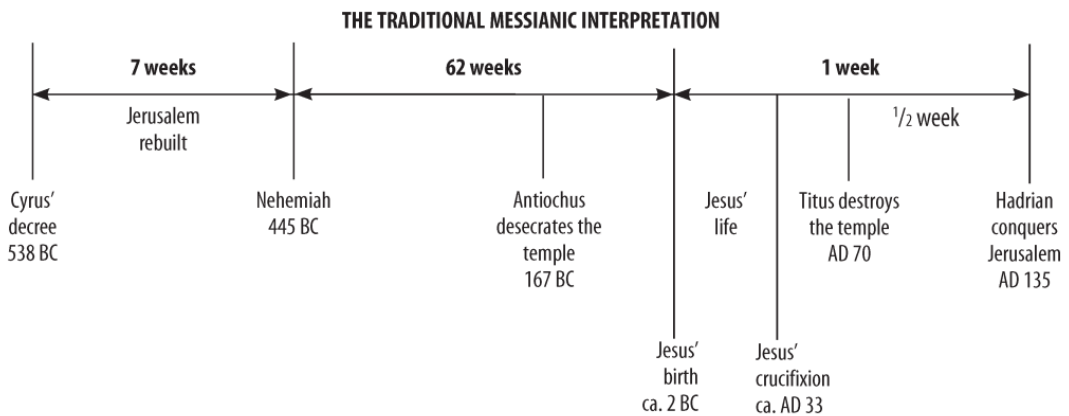 THE TRADITIONAL MESSIANIC INTERPRETATION
7 weeks
62 weeks
1 week
Jerusalem
rebuilt
1/2 week
Cyrus’
decree
538 BC
Nehemiah
445 BC
Antiochus
desecrates the
temple
167 BC
Jesus’
life
Titus destroys
the temple
AD 70
Hadrian
conquers
Jerusalem
AD 135
Jesus’
birth
ca. 2 BC
Jesus’
crucifixion
ca. AD 33